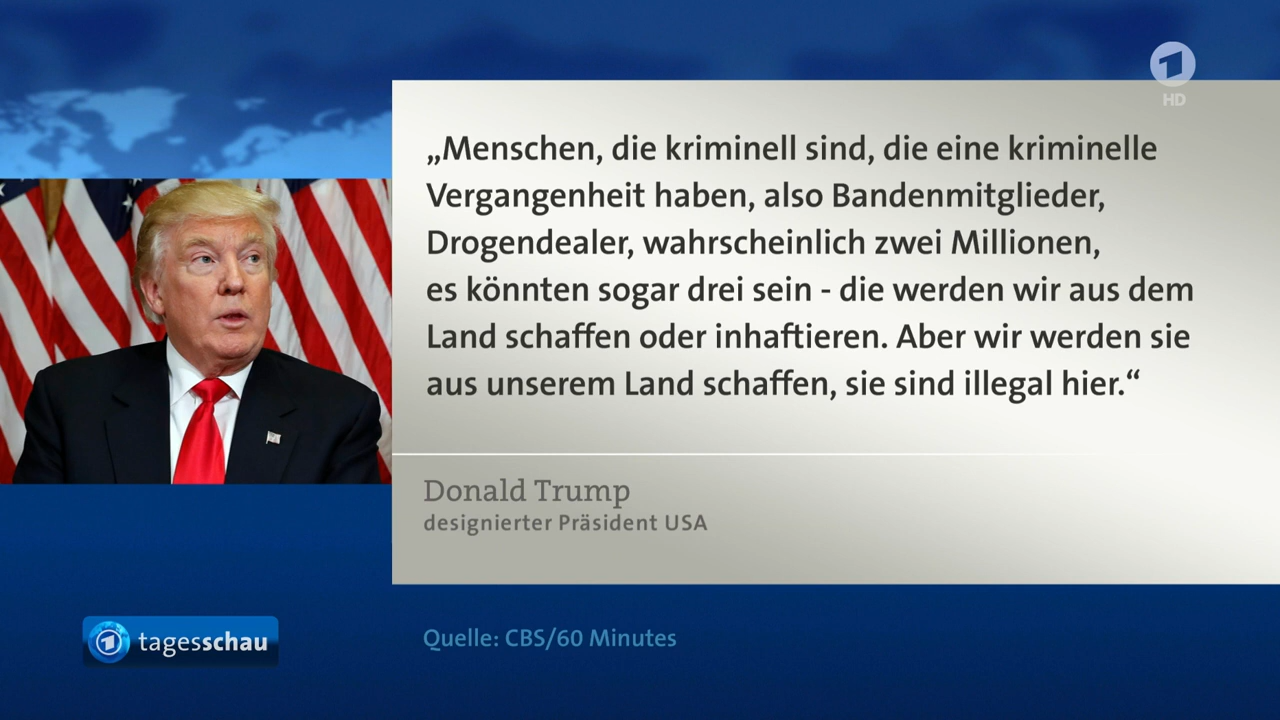 1
HD
„Menschen, die kriminell sind, die eine kriminelle
Vergangenheit haben, also Bandenmitglieder,
Drogendealer, wahrscheinlich zwei Millionen,
es könnten sogar drei sein - die werden wir aus dem
Land schaffen oder inhaftieren. Aber wir werden sie
aus unserem Land schaffen, sie sind illegal hier.“
Donald Trump
designierter Präsident USA
1 tagesschau
Quelle: CBS/60 Minutes